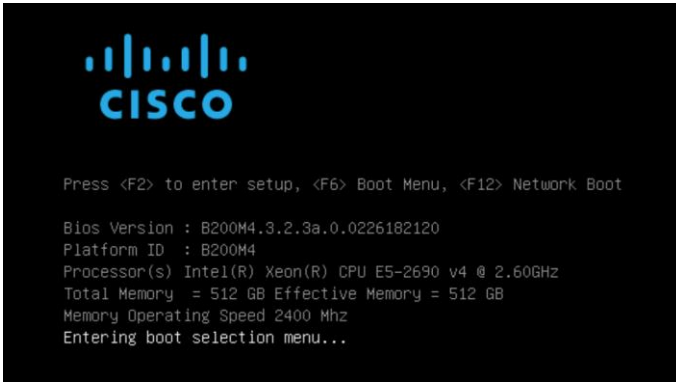 CISCO
Press <F2> to enter setup, <F6> Boot Menu, <F12> Network Boot
Bios Version : B200M4.3.2.3a.0.0226182120
Platform ID  : B200M4
Processor(s) Intel(R) Xeon(R) CPU E5-2690 v4 @ 2.60GHz
Total Memory  = 512 GB Effective Memory = 512 GB
Memory Operating Speed 2400 Mhz
Entering boot selection menu...